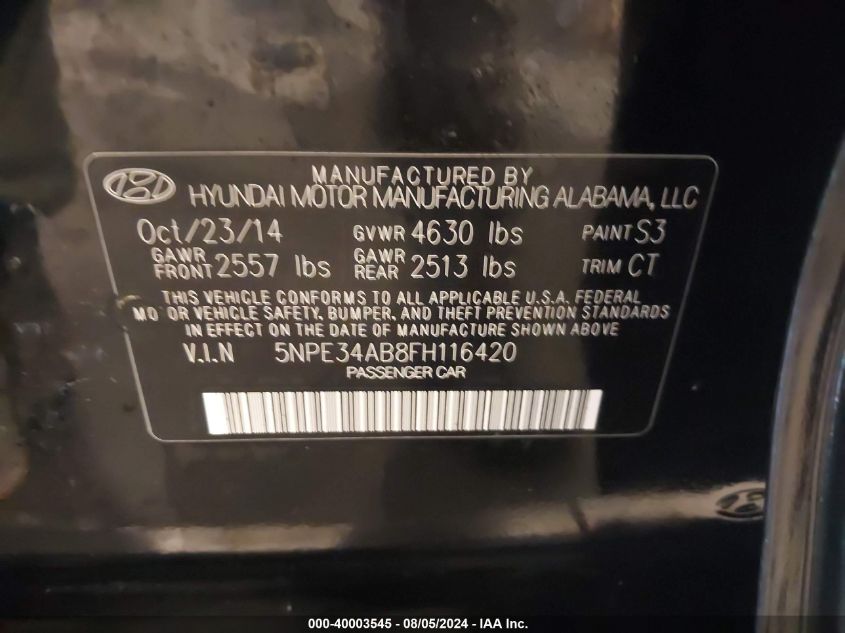 MANUFACTURED BY
HYUNDAI MOTOR MANUFACTURING ALABAMA, LLC
Oct/23/14 GVWR 4630 lbs PAINT S3
GAWR FRONT 2557 lbs GAWR REAR 2513 lbs TRIM CT
THIS VEHICLE CONFORMS TO ALL APPLICABLE U.S.A. FEDERAL
MO OR VEHICLE SAFETY, BUMPER, AND THEFT PREVENTION STANDARDS
IN EFFECT ON THE DATE OF MANUFACTURE SHOWN ABOVE
V.I.N 5NPE34AB8FH116420
PASSENGER CAR
000-40003545 - 08/05/2024 - IAA Inc.